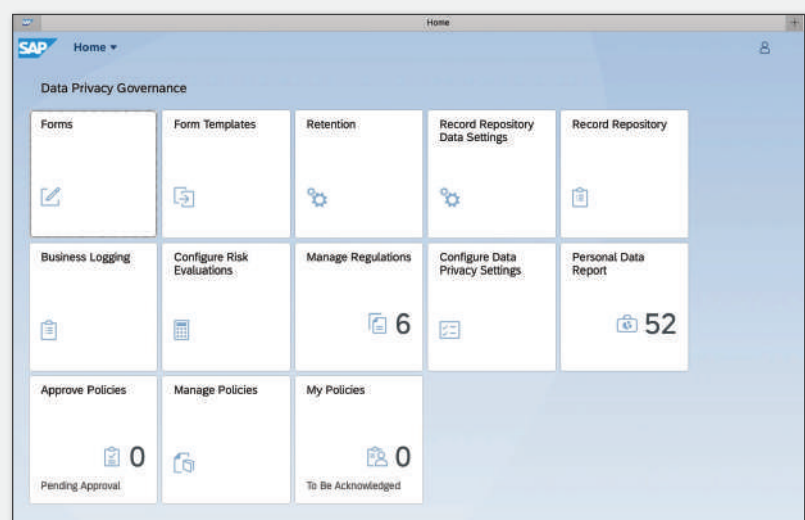 Home
SAP Home
Data Privacy Governance
Forms
Form Templates
Retention
Record Repository
Data Settings
Record Repository
Business Logging
Configure Risk
Evaluations
Manage Regulations
6
Configure Data
Privacy Settings
Personal Data
Report
52
Approve Policies
0
Pending Approval
Manage Policies
My Policies
0
To Be Acknowledged